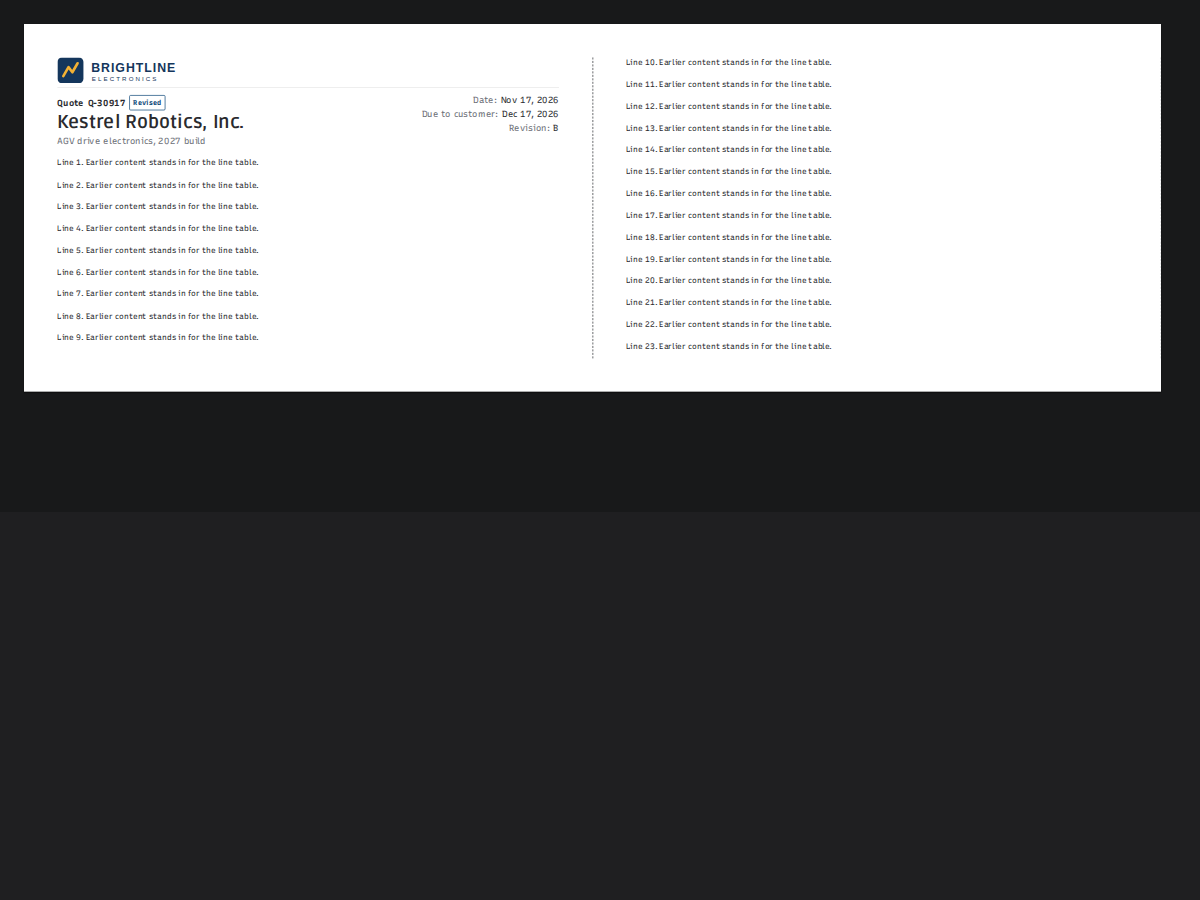 BRIGHTLINE
ELECTRONICS
Quote Q-30917 Revised
Kestrel Robotics, Inc.
AGV drive electronics, 2027 build
Date: Nov 17, 2026
Due to customer: Dec 17, 2026
Revision: B
Line 1. Earlier content stands in for the line table.
Line 2. Earlier content stands in for the line table.
Line 3. Earlier content stands in for the line table.
Line 4. Earlier content stands in for the line table.
Line 5. Earlier content stands in for the line table.
Line 6. Earlier content stands in for the line table.
Line 7. Earlier content stands in for the line table.
Line 8. Earlier content stands in for the line table.
Line 9. Earlier content stands in for the line table.
Line 10. Earlier content stands in for the line table.
Line 11. Earlier content stands in for the line table.
Line 12. Earlier content stands in for the line table.
Line 13. Earlier content stands in for the line table.
Line 14. Earlier content stands in for the line table.
Line 15. Earlier content stands in for the line table.
Line 16. Earlier content stands in for the line table.
Line 17. Earlier content stands in for the line table.
Line 18. Earlier content stands in for the line table.
Line 19. Earlier content stands in for the line table.
Line 20. Earlier content stands in for the line table.
Line 21. Earlier content stands in for the line table.
Line 22. Earlier content stands in for the line table.
Line 23. Earlier content stands in for the line table.